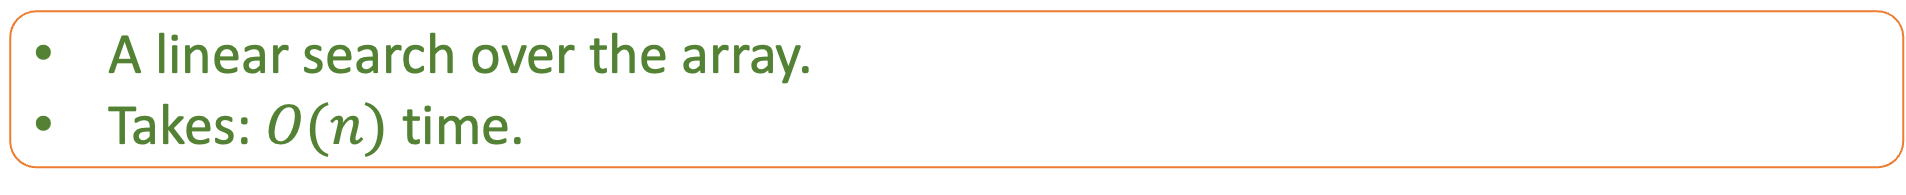 • A linear search over the array.
• Takes: 𝑂(𝑛) time.